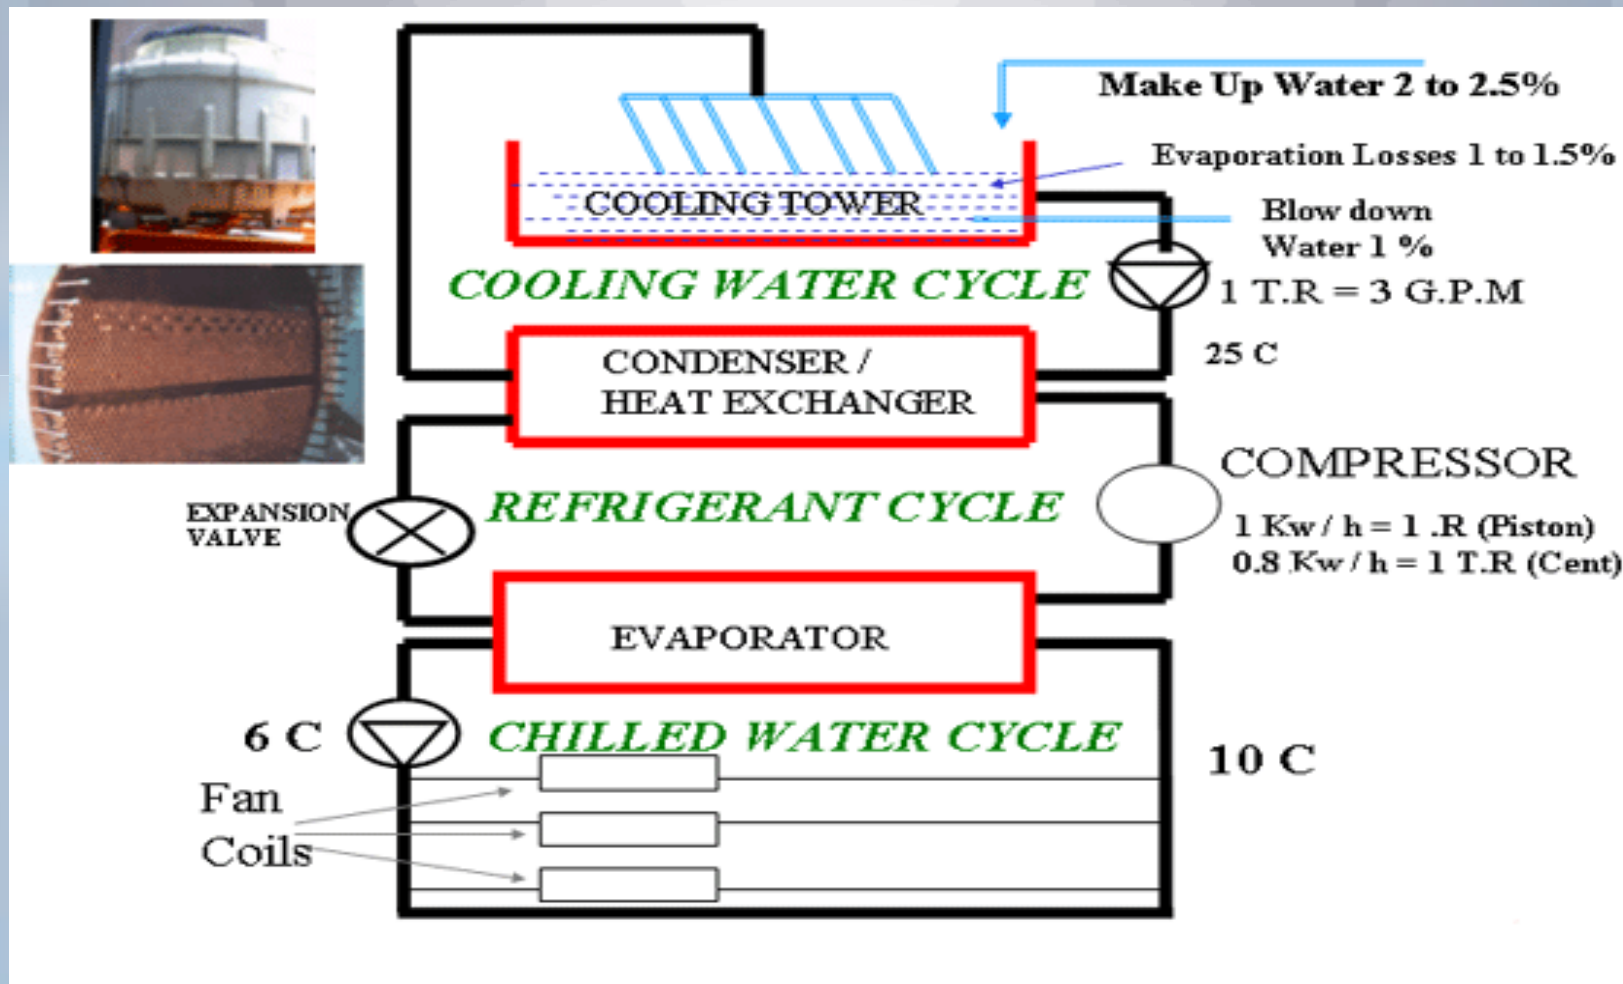 Make Up Water 2 to 2.5%
Evaporation Losses 1 to 1.5%
COOLING TOWER
Blow down
Water 1 %
COOLING WATER CYCLE
1 T.R = 3 G.P.M
25 C
CONDENSER /
HEAT EXCHANGER
COMPRESSOR
1 Kw / h = 1 .R (Piston)
0.8 Kw / h = 1 T.R (Cent)
EXPANSION
VALVE
REFRIGERANT CYCLE
EVAPORATOR
6 C
CHILLED WATER CYCLE
10 C
Fan
Coils